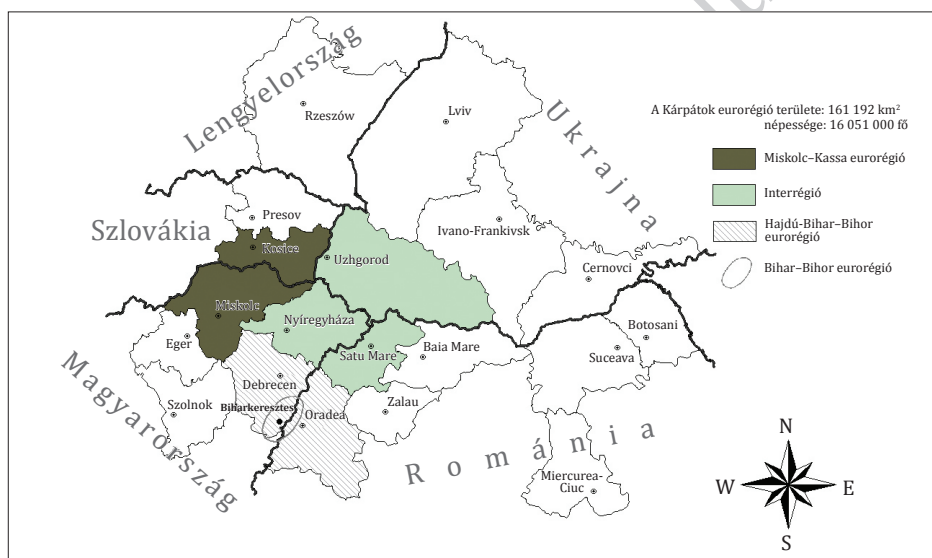 Lengyelország
Rzeszów
Lviv
Ukrajna
A Kárpátok eurorégió területe: 161 192 km²
népessége: 16 051 000 fő
Miskolc–Kassa eurorégió
Interrégió
Hajdú-Bihar–Bihor
eurorégió
Bihar–Bihor eurorégió
Szlovákia
Presov
Kosice
Uzhgorod
Ivano-Frankivsk
Cernovci
Miskolc
Nyíregyháza
Eger
Satu Mare
Baia Mare
Botosani
Suceava
Magyarország
Debrecen
Szolnok
Biharkeresztes
Oradea
Zalau
Románia
Miercurea-
Ciuc
N
W
E
S